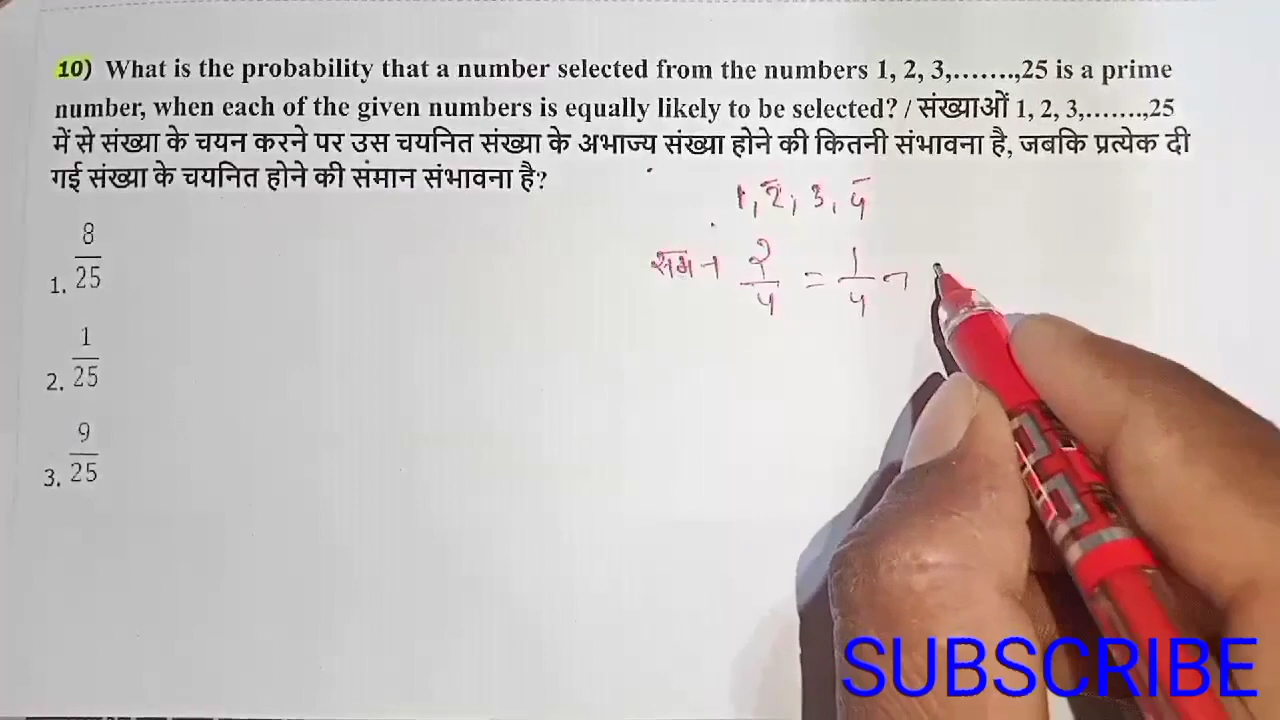 10) What is the probability that a number selected from the numbers 1, 2, 3,.......,25 is a prime
number, when each of the given numbers is equally likely to be selected? / संख्याओं 1, 2, 3,.......,25
में से संख्या के चयन करने पर उस चयनित संख्या के अभाज्य संख्या होने की कितनी संभावना है, जबकि प्रत्येक दी
गई संख्या के चयनित होने की संमान संभावना है?
1, 2, 3, 4
सम → 2/4 = 1/4
1. 8/25
2. 1/25
3. 9/25
SUBSCRIBE